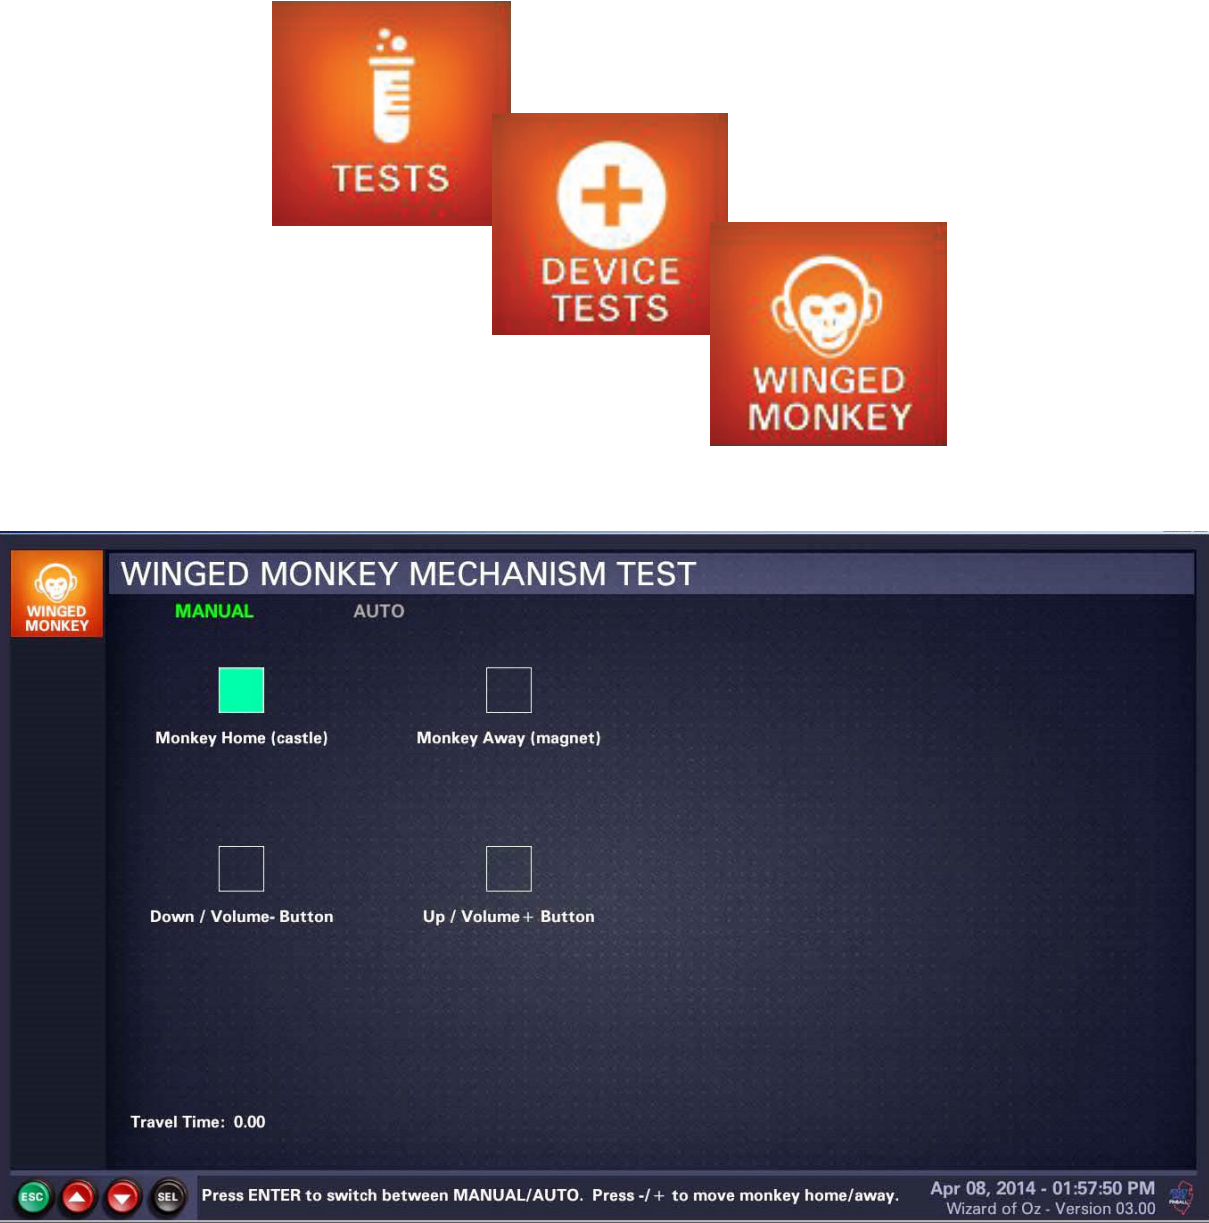 TESTS
DEVICE
TESTS
WINGED
MONKEY
WINGED
MONKEY
WINGED MONKEY MECHANISM TEST
MANUAL AUTO
Monkey Home (castle) Monkey Away (magnet)
Down / Volume- Button Up / Volume+ Button
Travel Time: 0.00
ESC SEL
Press ENTER to switch between MANUAL/AUTO. Press -/+ to move monkey home/away.
Apr 08, 2014 - 01:57:50 PM
Wizard of Oz - Version 03.00